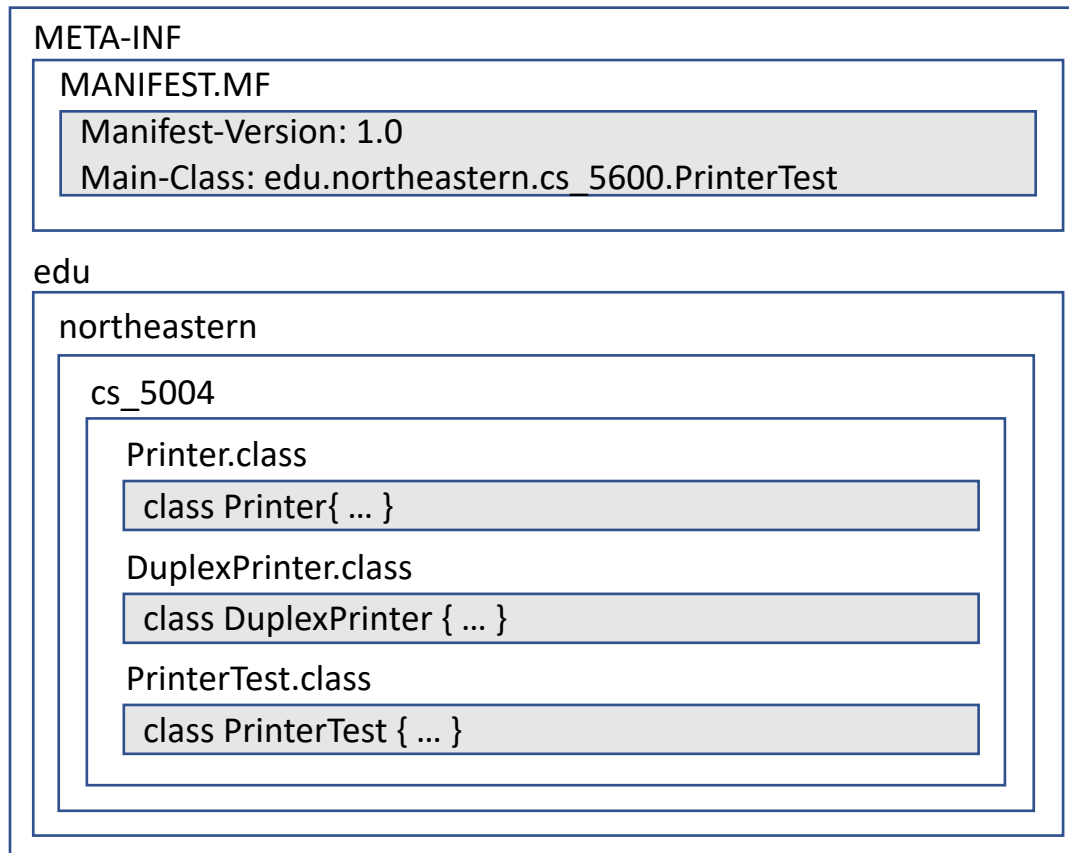 META-INF
MANIFEST.MF
Manifest-Version: 1.0
Main-Class: edu.northeastern.cs_5600.PrinterTest
edu
northeastern
cs_5004
Printer.class
class Printer{ … }
DuplexPrinter.class
class DuplexPrinter { … }
PrinterTest.class
class PrinterTest { … }